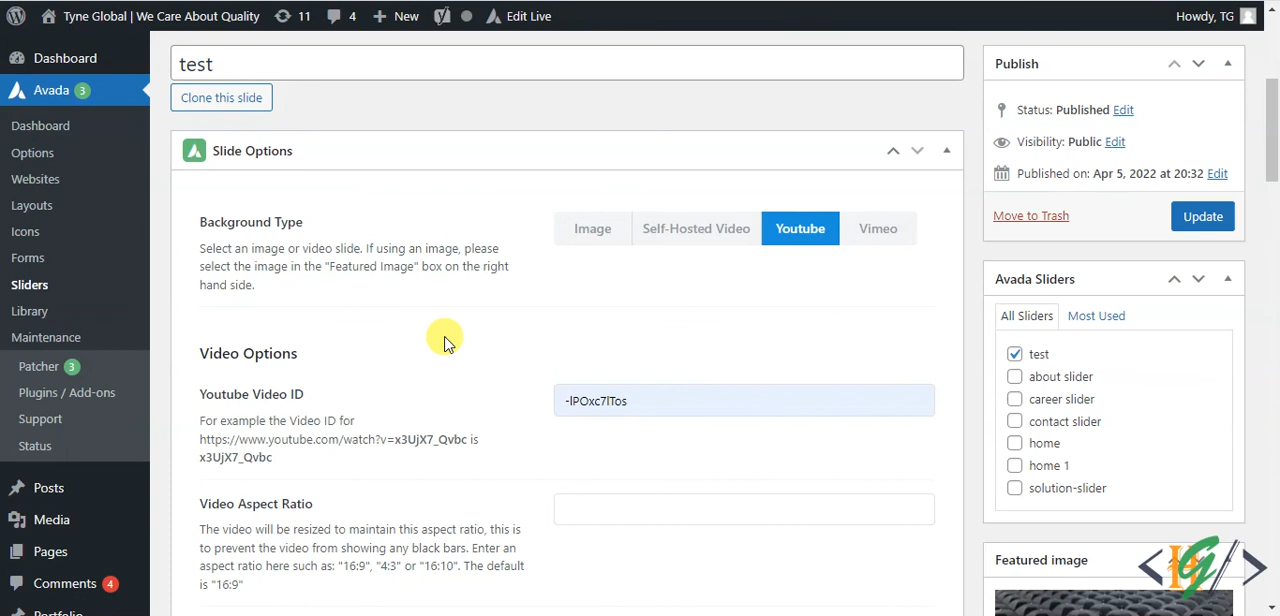 Tyne Global | We Care About Quality 11 4 New Edit Live Howdy, TG
Dashboard
Avada 3
Dashboard
Options
Websites
Layouts
Icons
Forms
Sliders
Library
Maintenance
Patcher 3
Plugins / Add-ons
Support
Status
Posts
Media
Pages
Comments 4
Portfolio
test
Clone this slide
Slide Options
Background Type
Select an image or video slide. If using an image, please
select the image in the "Featured Image" box on the right
hand side.
Image Self-Hosted Video Youtube Vimeo
Video Options
Youtube Video ID
For example the Video ID for
https://www.youtube.com/watch?v=x3UjX7_Qvbc is
x3UjX7_Qvbc
-lPOxc7lTos
Video Aspect Ratio
The video will be resized to maintain this aspect ratio, this is
to prevent the video from showing any black bars. Enter an
aspect ratio here such as: "16:9", "4:3" or "16:10". The default
is "16:9"
Publish
Status: Published Edit
Visibility: Public Edit
Published on: Apr 5, 2022 at 20:32 Edit
Move to Trash Update
Avada Sliders
All Sliders Most Used
test
about slider
career slider
contact slider
home
home 1
solution-slider
Featured image